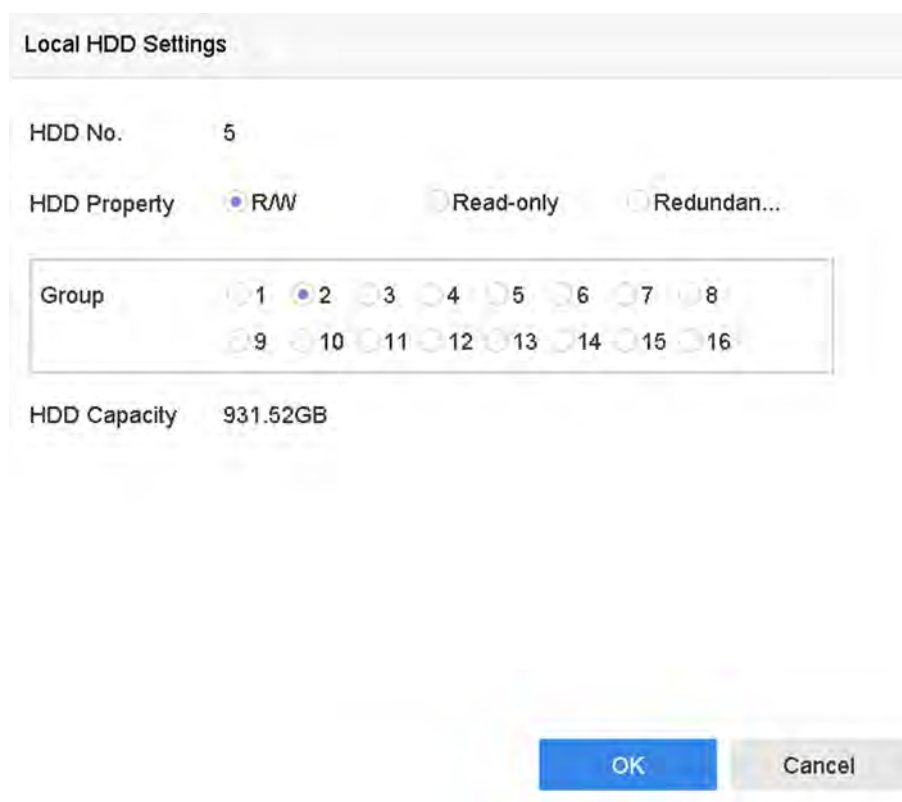 Local HDD Settings
HDD No. 5
HDD Property R/W Read-only Redundan...
Group 1 2 3 4 5 6 7 8
9 10 11 12 13 14 15 16
HDD Capacity 931.52GB
OK Cancel